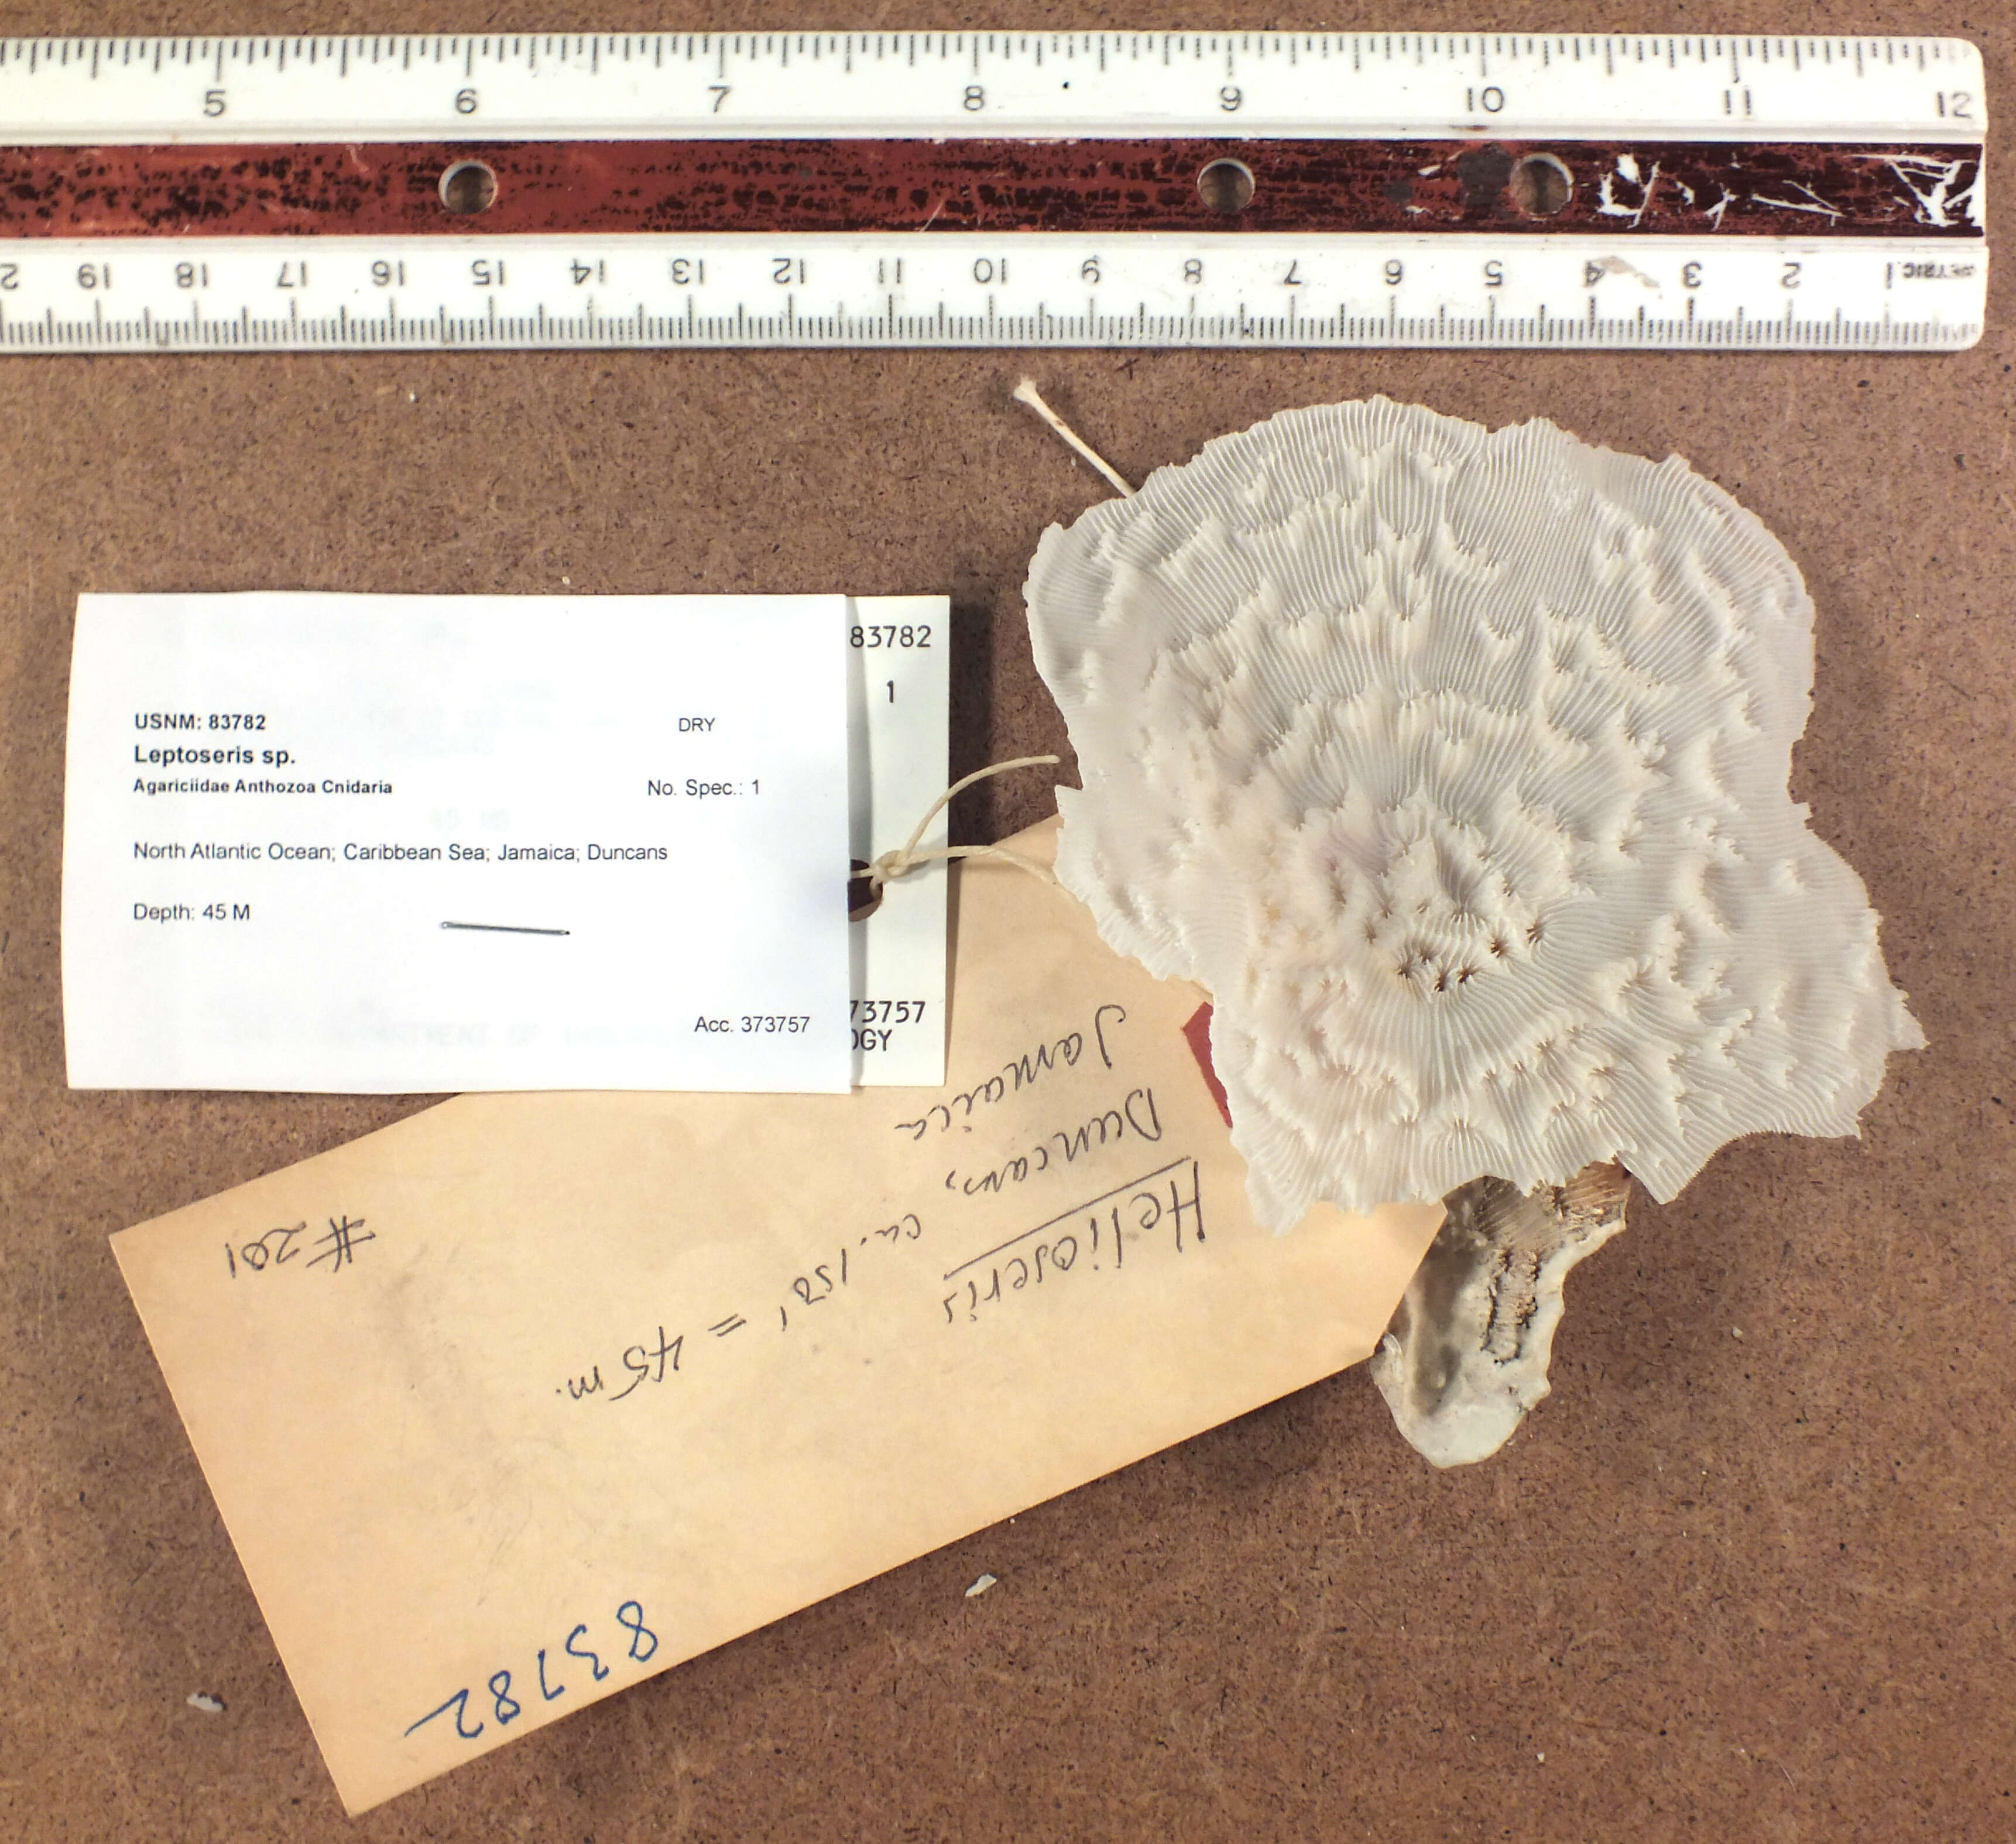 5 6 7 8 9 10 11 12
19 18 17 16 15 14 13 12 11 10 9 8 7 6 5 4 3 2 1 METRIC
83782
1
USNM: 83782 DRY
Leptoseris sp.
Agariciidae Anthozoa Cnidaria No. Spec.: 1
North Atlantic Ocean; Caribbean Sea; Jamaica; Duncans
Depth: 45 M
Acc. 373757
73757
OGY
83782
#201
Helioseris
Duncans, ca. 150' = 45 m.
Jamaica